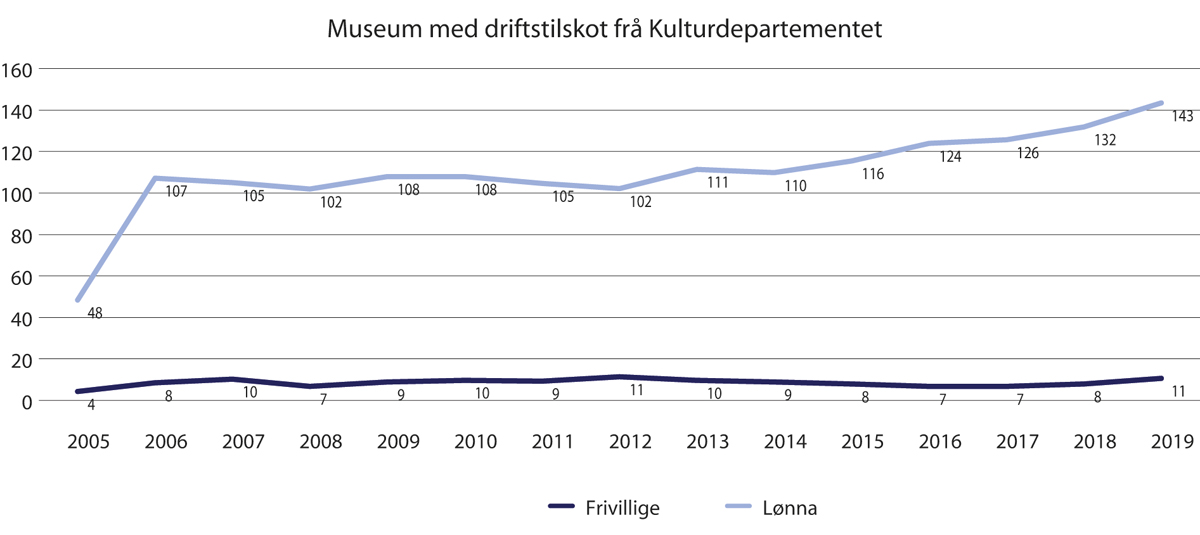 Museum med driftstilskot frå Kulturdepartementet
160
140
120
100
80
60
40
20
0
48 107 105 102 108 108 105 102 111 110 116 124 126 132 143
4 8 10 7 9 10 9 11 10 9 8 7 7 8 11
2005 2006 2007 2008 2009 2010 2011 2012 2013 2014 2015 2016 2017 2018 2019
Frivillige Lønna